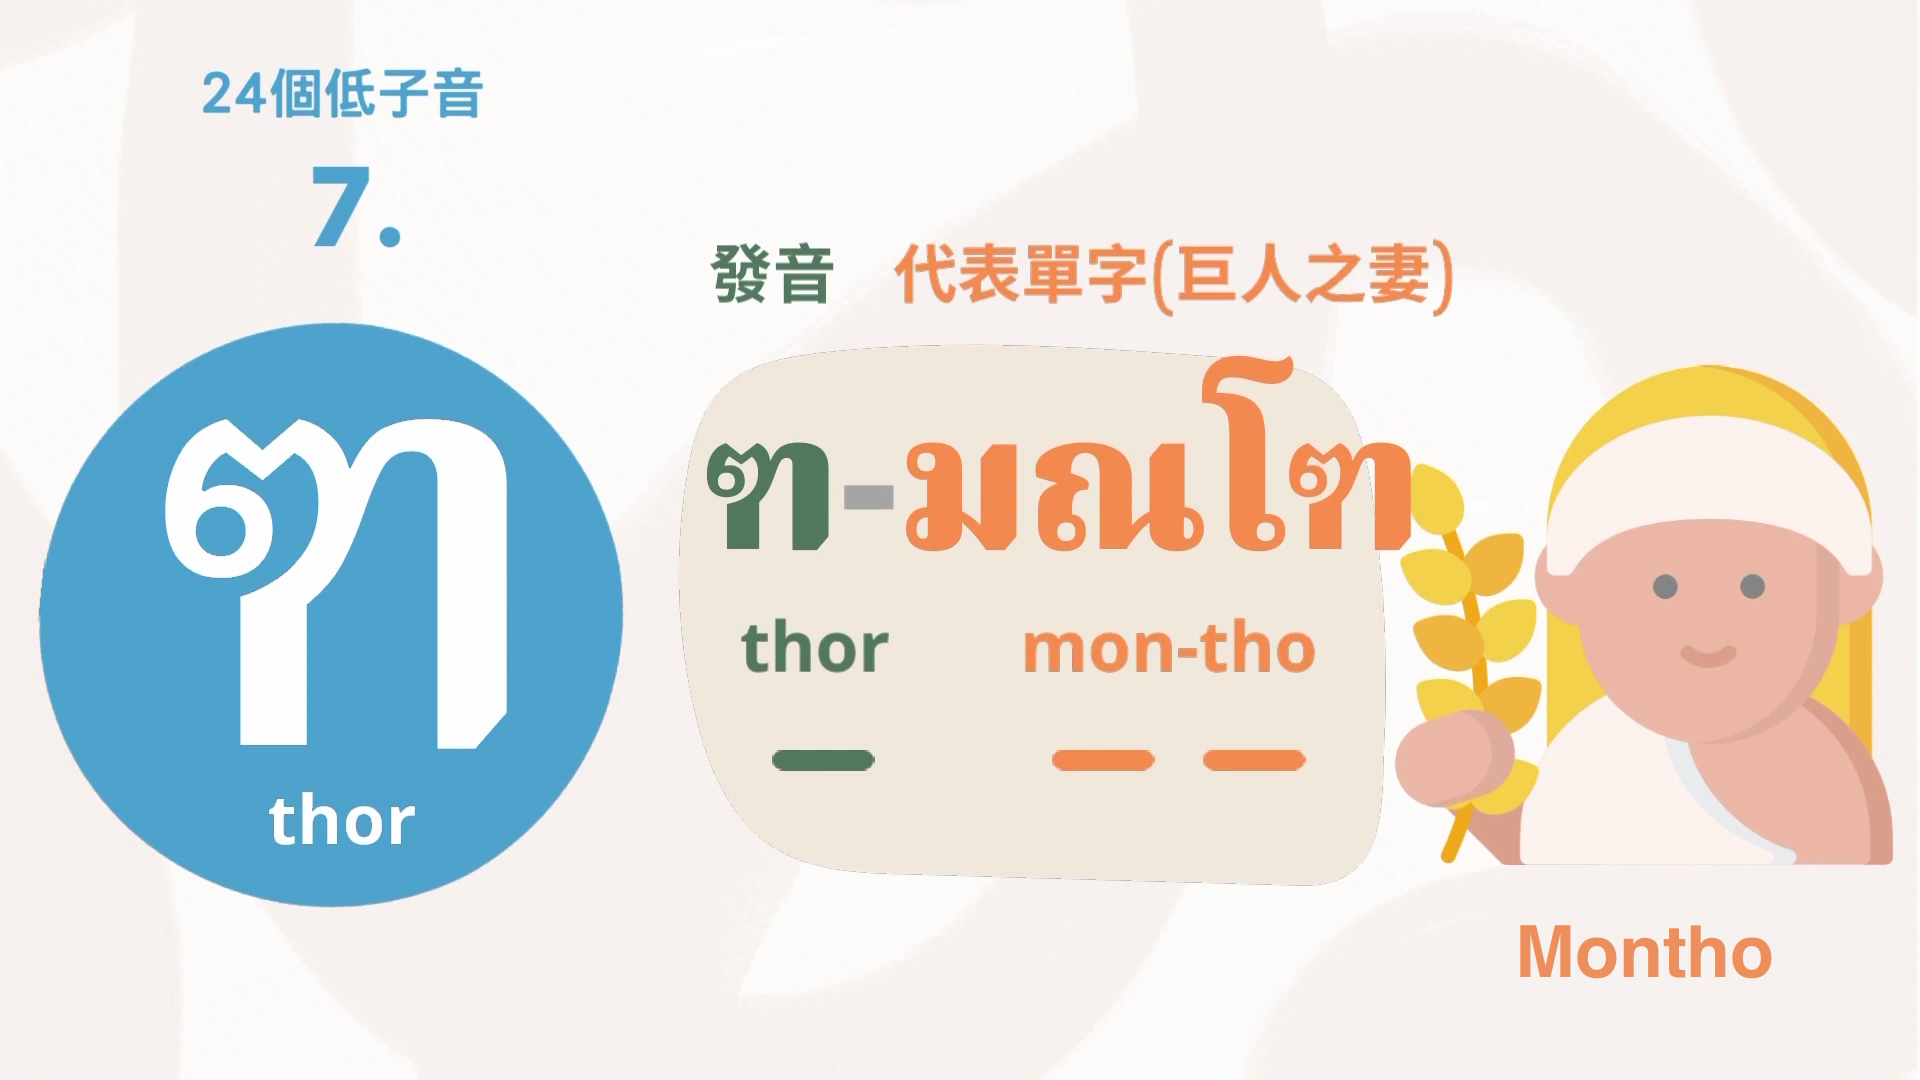 24個低子音
7.
ฑ
thor
發音 代表單字(巨人之妻)
ฑ-มณโฑ
thor mon-tho
Montho